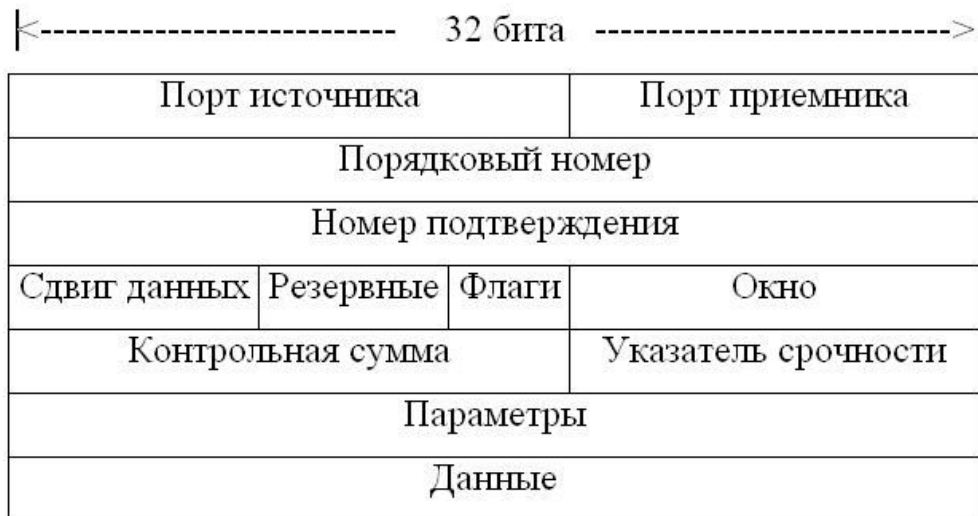 |<--------------------------- 32 бита --------------------------->
Порт источника Порт приемника
Порядковый номер
Номер подтверждения
Сдвиг данных Резервные Флаги Окно
Контрольная сумма Указатель срочности
Параметры
Данные